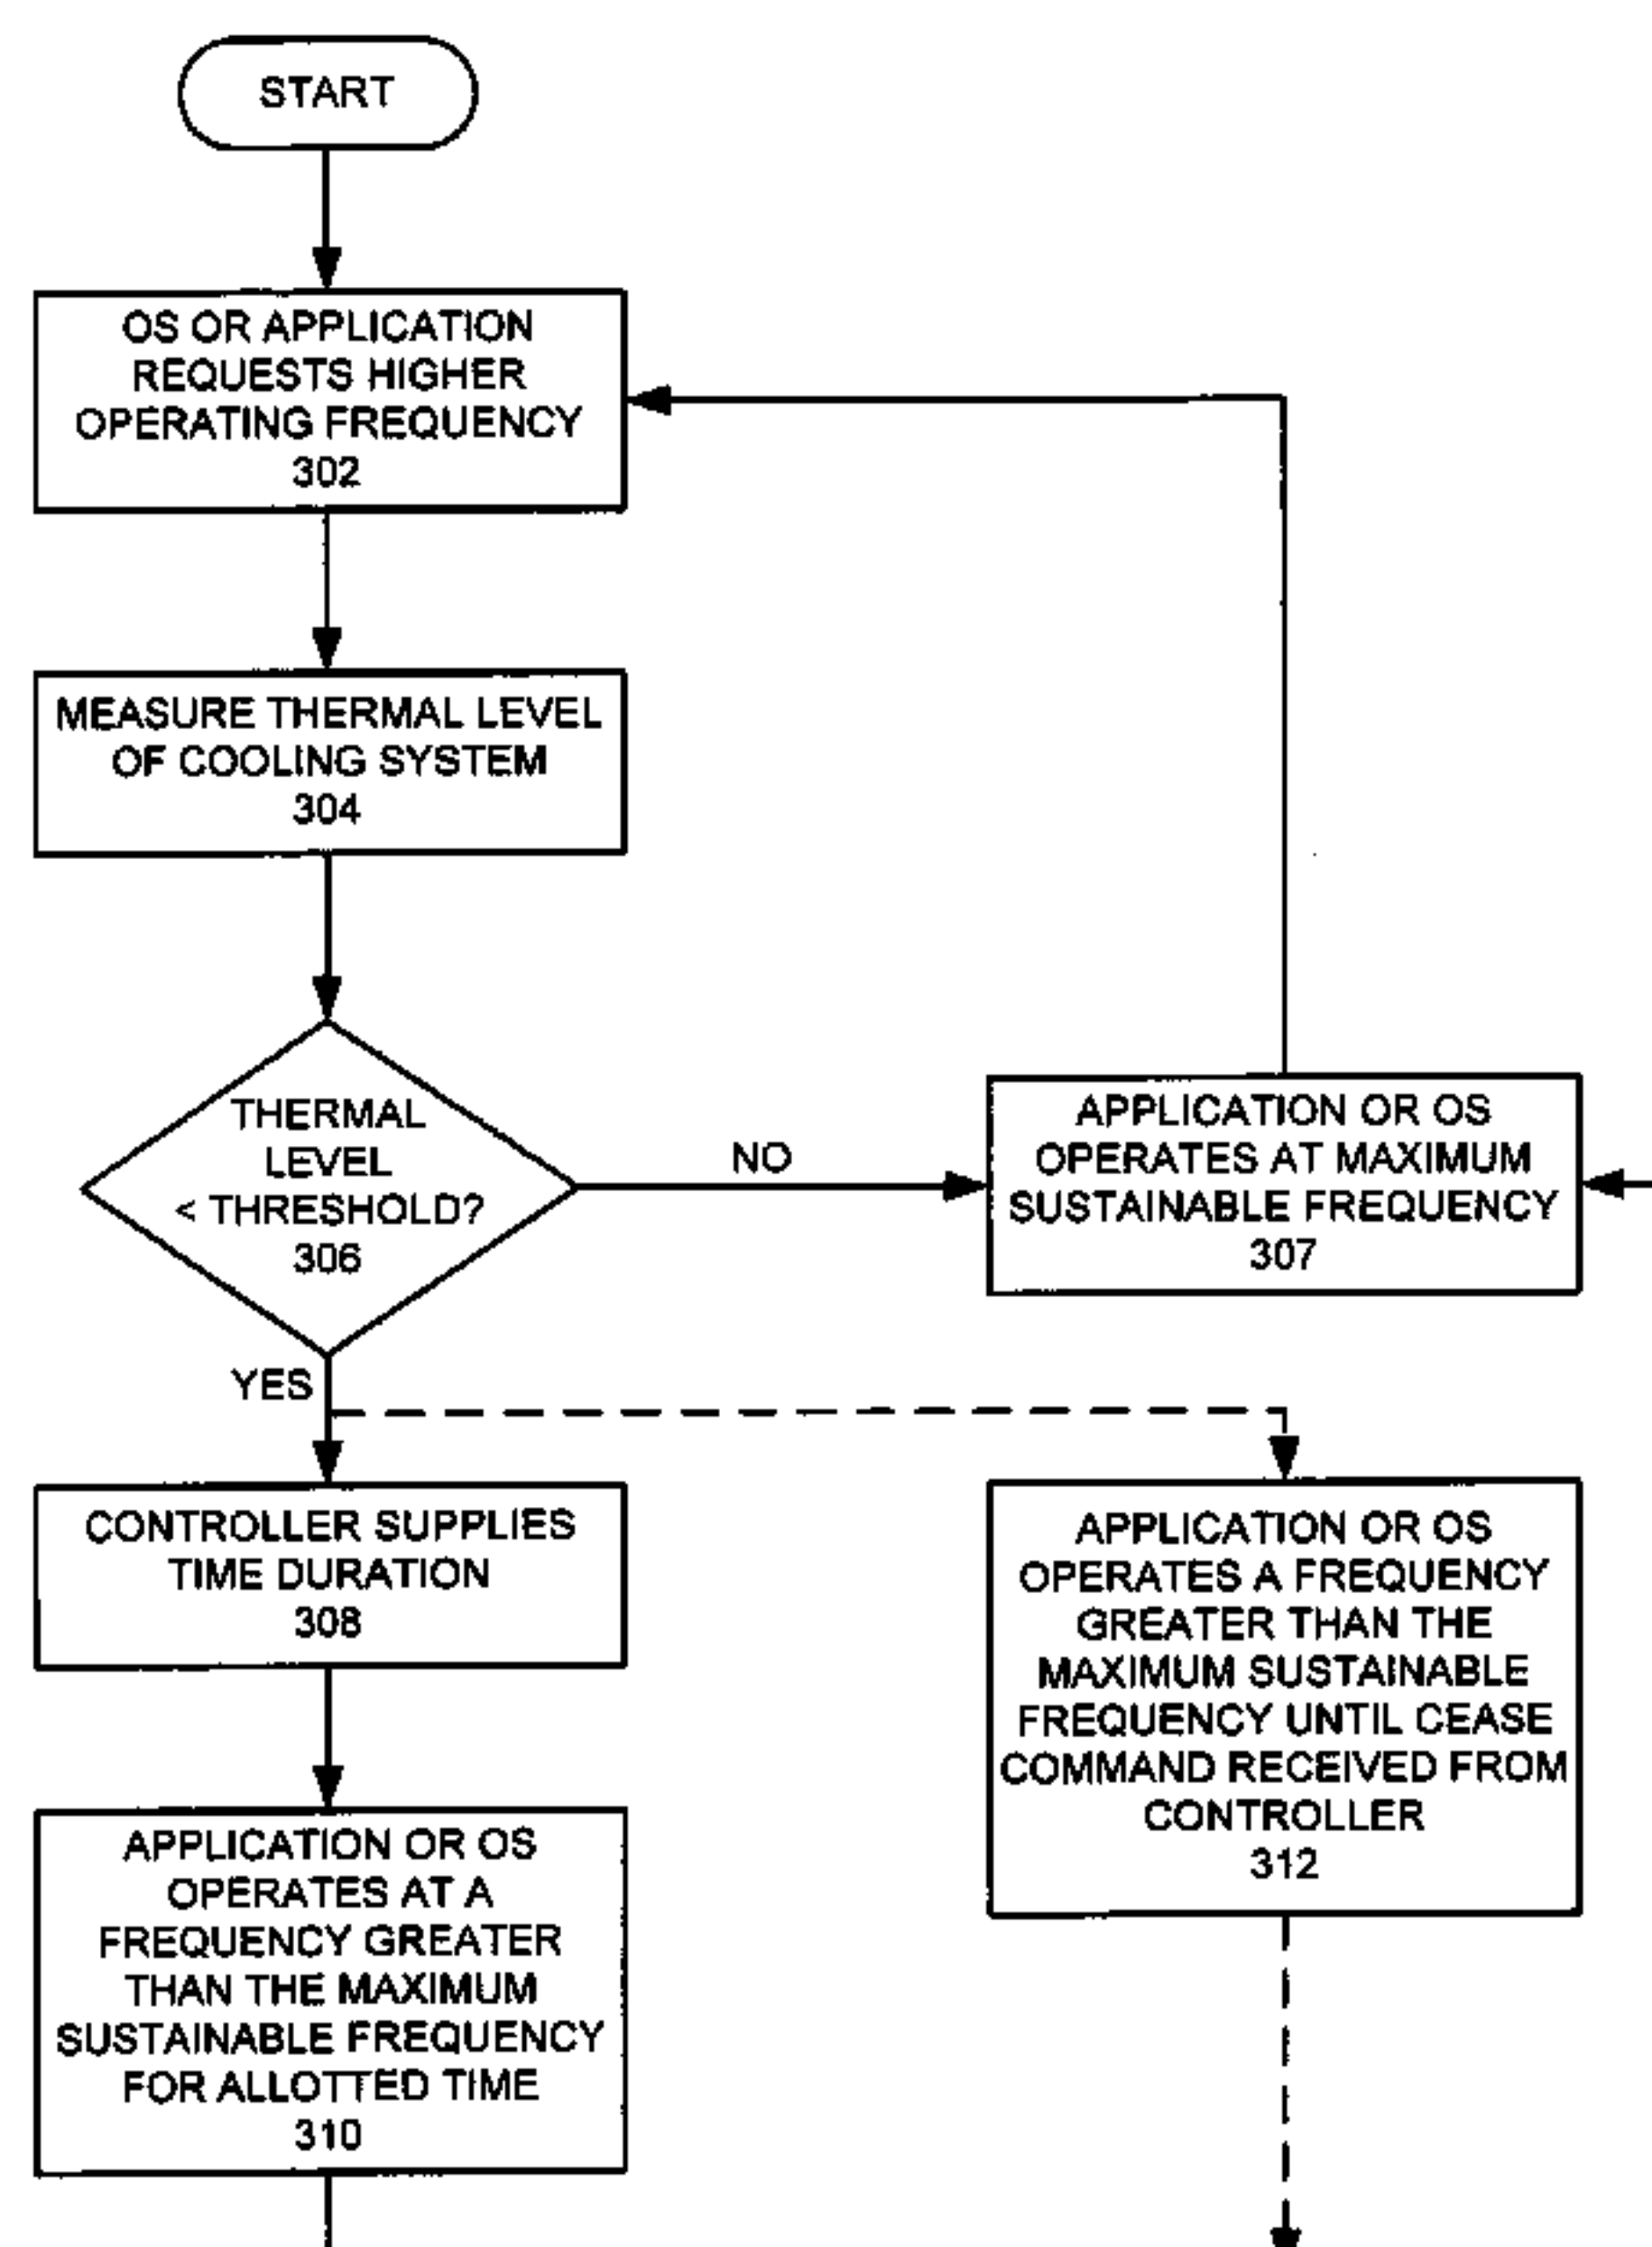 START
OS OR APPLICATION
REQUESTS HIGHER
OPERATING FREQUENCY
302
MEASURE THERMAL LEVEL
OF COOLING SYSTEM
304
THERMAL
LEVEL
< THRESHOLD?
306
NO
APPLICATION OR OS
OPERATES AT MAXIMUM
SUSTAINABLE FREQUENCY
307
YES
CONTROLLER SUPPLIES
TIME DURATION
308
APPLICATION OR OS
OPERATES A FREQUENCY
GREATER THAN THE
MAXIMUM SUSTAINABLE
FREQUENCY UNTIL CEASE
COMMAND RECEIVED FROM
CONTROLLER
312
APPLICATION OR OS
OPERATES AT A
FREQUENCY GREATER
THAN THE MAXIMUM
SUSTAINABLE FREQUENCY
FOR ALLOTTED TIME
310